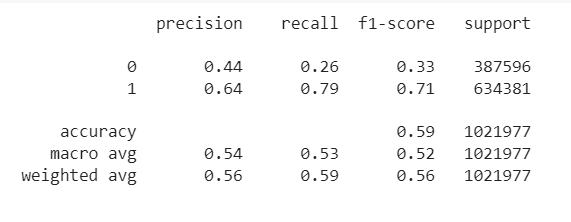 precision recall f1-score support
0 0.44 0.26 0.33 387596
1 0.64 0.79 0.71 634381
accuracy 0.59 1021977
macro avg 0.54 0.53 0.52 1021977
weighted avg 0.56 0.59 0.56 1021977